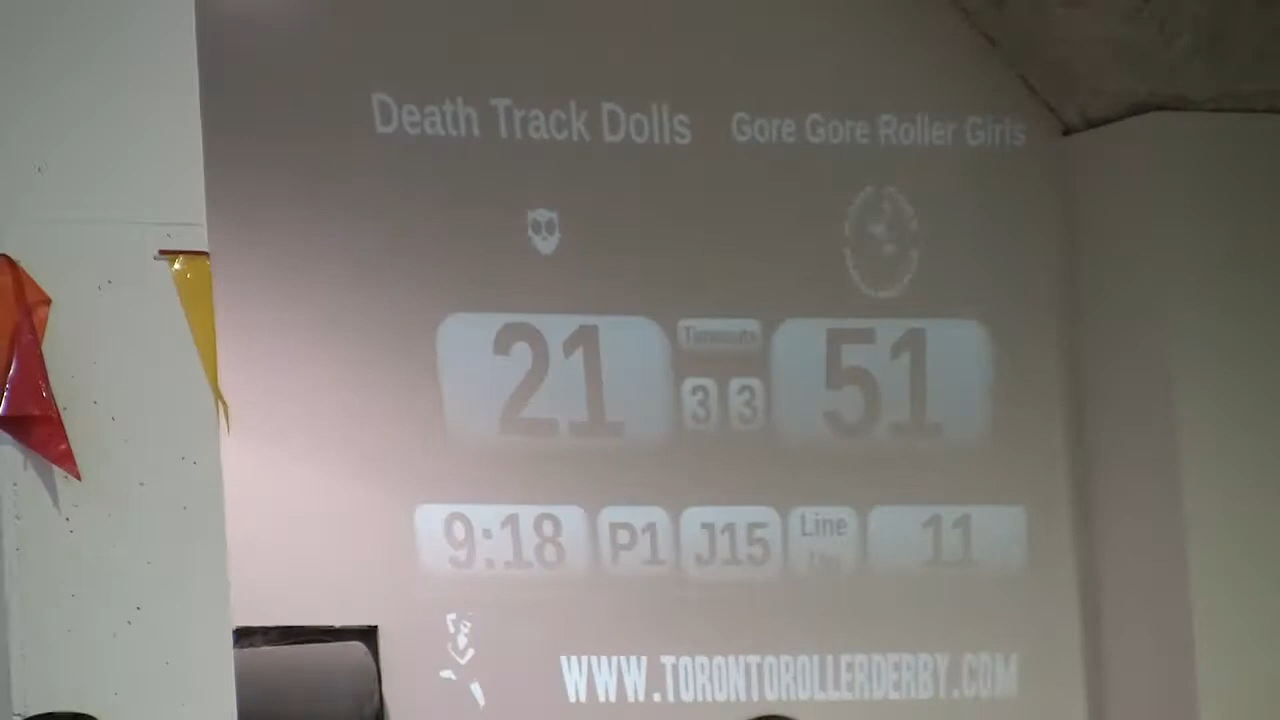 Death Track Dolls Gore Gore Roller Girls
21 Timeouts 51
3 3
9:18 P1 J15 Line Up 11
WWW.TORONTOROLLERDERBY.COM